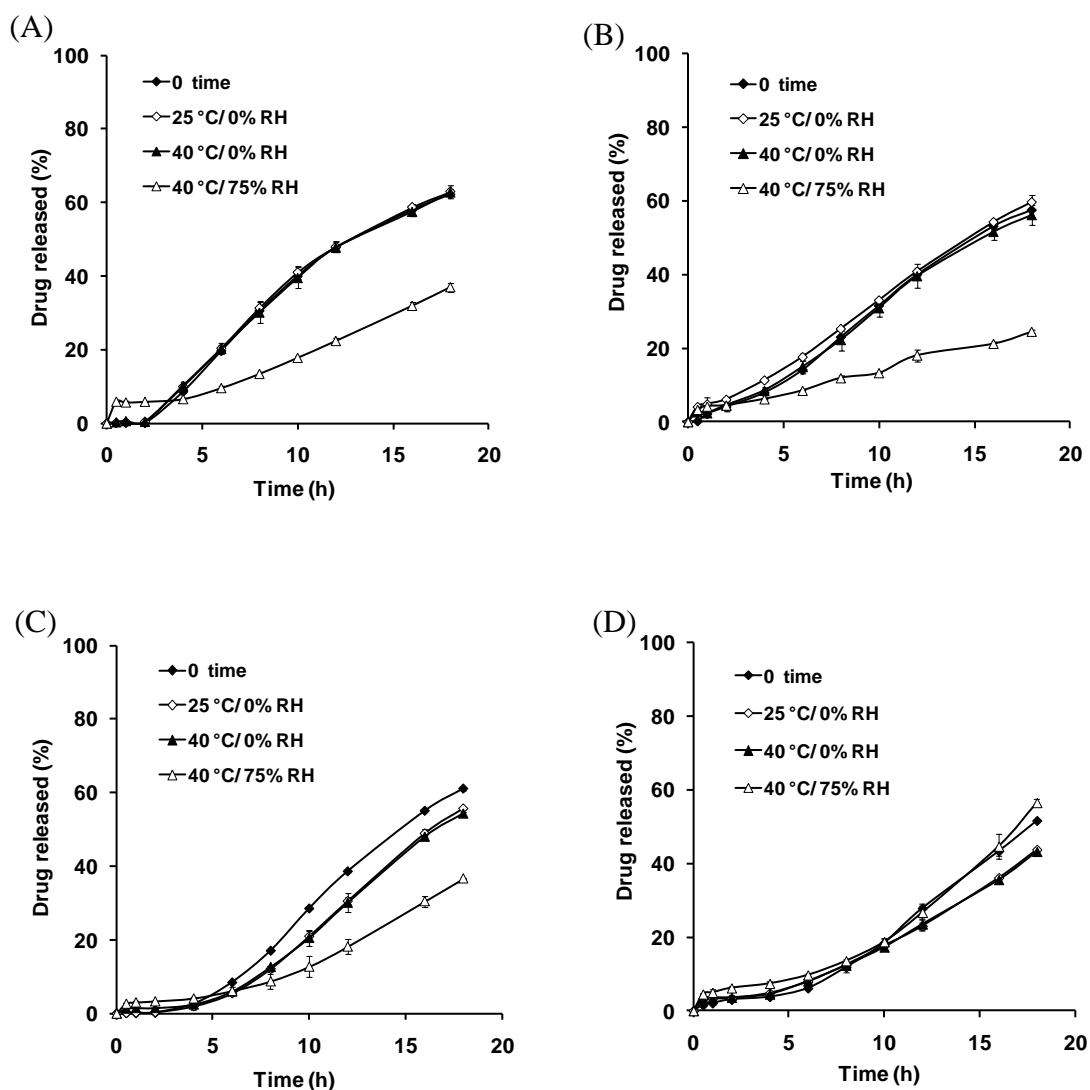 (A)
100
80
60
40
20
0
0 5 10 15 20
Drug released (%)
Time (h)
0 time
25 °C/ 0% RH
40 °C/ 0% RH
40 °C/ 75% RH
(B)
100
80
60
40
20
0
0 5 10 15 20
Drug released (%)
Time (h)
0 time
25 °C/ 0% RH
40 °C/ 0% RH
40 °C/ 75% RH
(C)
100
80
60
40
20
0
0 5 10 15 20
Drug released (%)
Time (h)
0 time
25 °C/ 0% RH
40 °C/ 0% RH
40 °C/ 75% RH
(D)
100
80
60
40
20
0
0 5 10 15 20
Drug released (%)
Time (h)
0 time
25 °C/ 0% RH
40 °C/ 0% RH
40 °C/ 75% RH